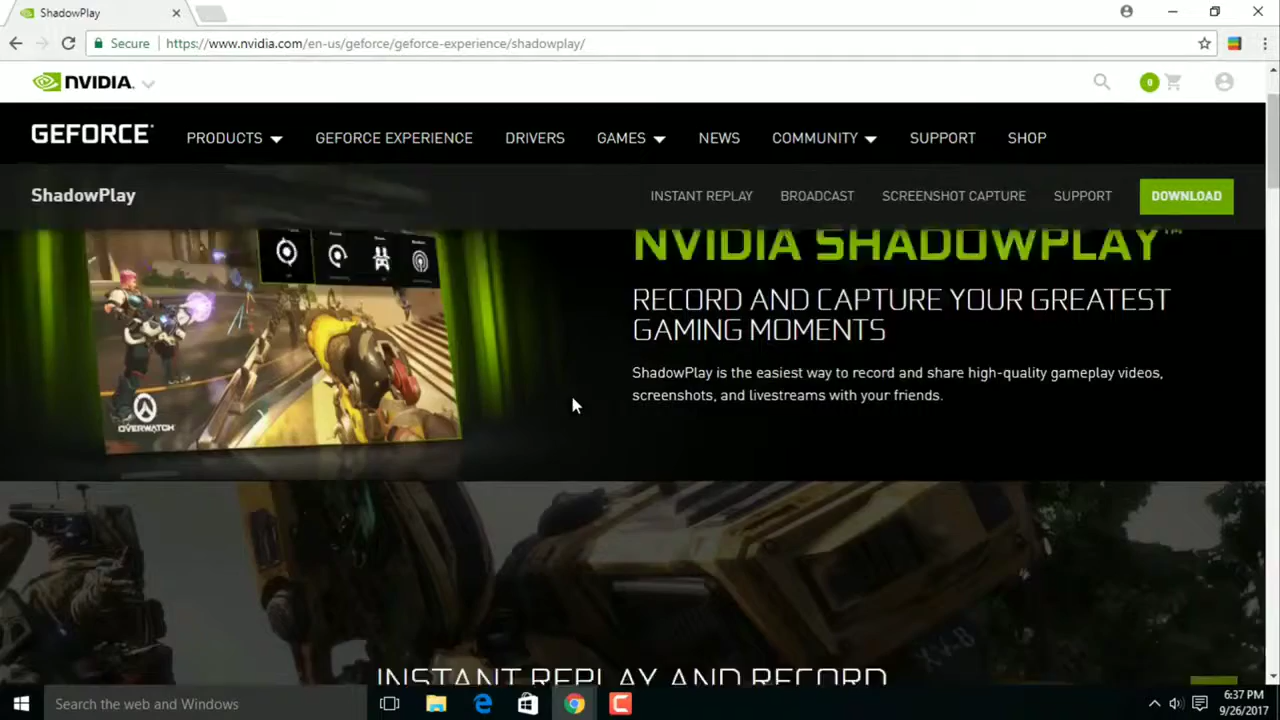 ShadowPlay
Secure https://www.nvidia.com/en-us/geforce/geforce-experience/shadowplay/
NVIDIA.
0
GEFORCE PRODUCTS GEFORCE EXPERIENCE DRIVERS GAMES NEWS COMMUNITY SUPPORT SHOP
ShadowPlay INSTANT REPLAY BROADCAST SCREENSHOT CAPTURE SUPPORT DOWNLOAD
NVIDIA SHADOWPLAY™
RECORD AND CAPTURE YOUR GREATEST
GAMING MOMENTS
ShadowPlay is the easiest way to record and share high-quality gameplay videos,
screenshots, and livestreams with your friends.
OVERWATCH
INSTANT REPLAY AND RECORD
Search the web and Windows
6:37 PM
9/26/2017